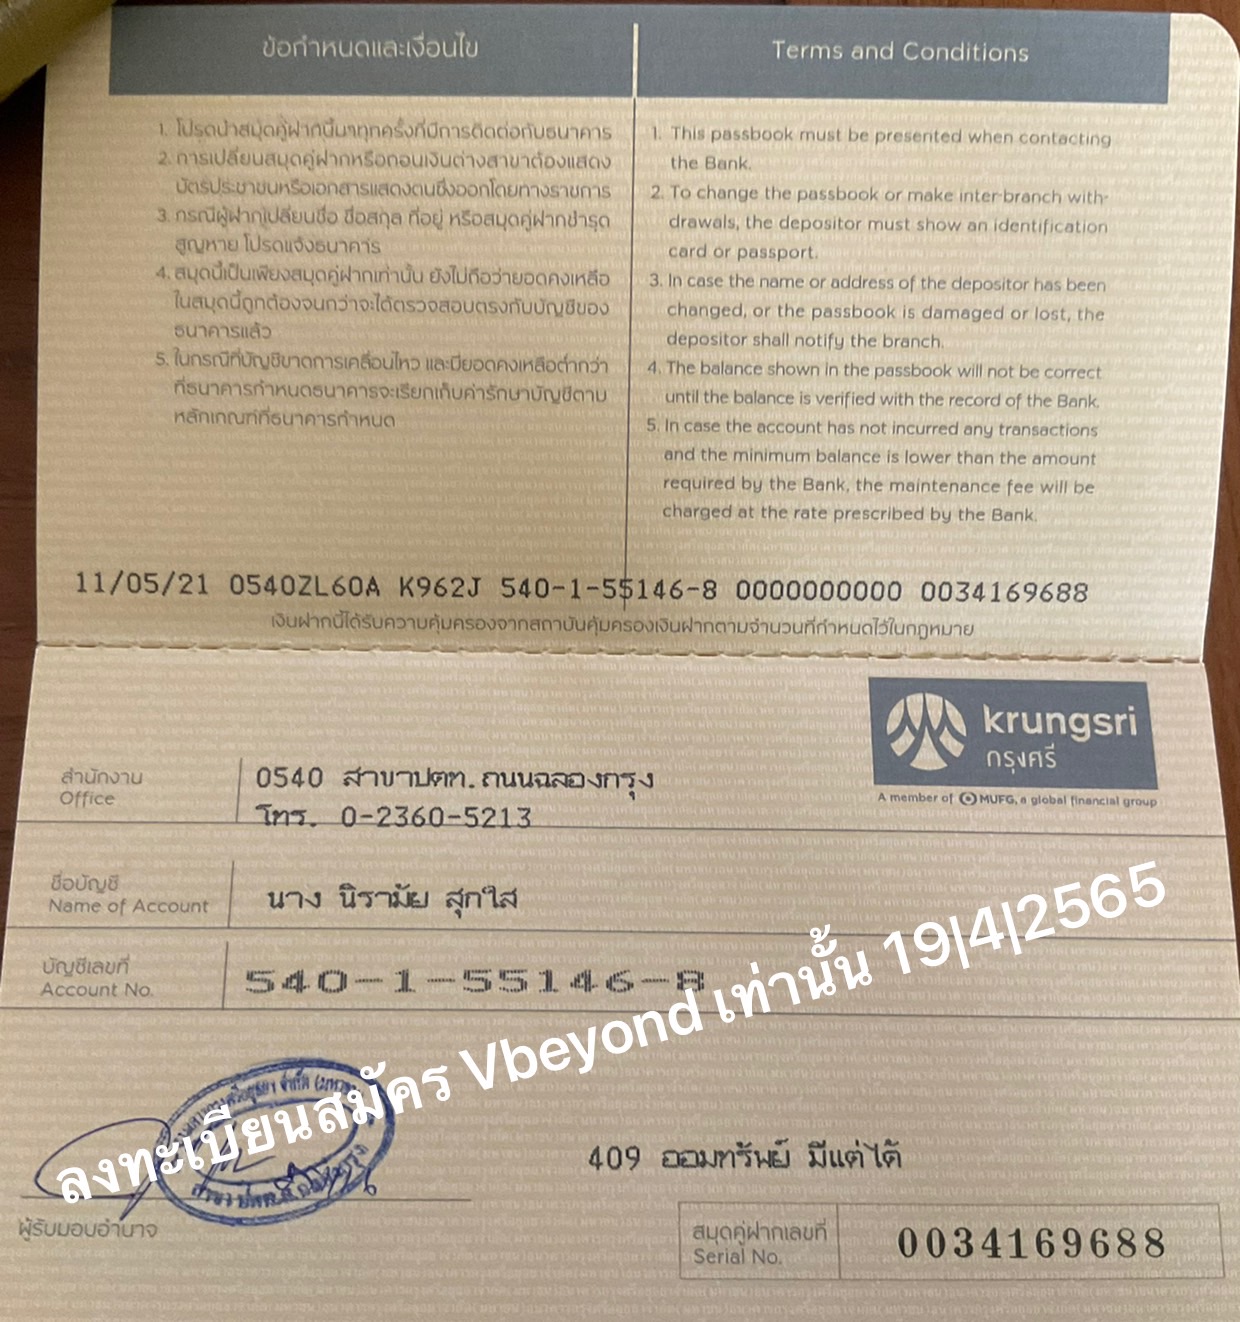 ข้อกำหนดและเงื่อนไข
1. โปรดนำสมุดคู่ฝากนี้มาทุกครั้งที่มีการติดต่อกับธนาคาร
2. การเปลี่ยนสมุดคู่ฝากหรือถอนเงินต่างสาขาต้องแสดง
บัตรประชาชนหรือเอกสารแสดงตนซึ่งออกโดยทางราชการ
3. กรณีผู้ฝากเปลี่ยนชื่อ ชื่อสกุล ที่อยู่ หรือสมุดคู่ฝากชำรุด
สูญหาย โปรดแจ้งธนาคาร
4. สมุดนี้เป็นเพียงสมุดคู่ฝากเท่านั้น ยังไม่ถือว่ายอดคงเหลือ
ในสมุดนี้ถูกต้องจนกว่าจะได้ตรวจสอบตรงกับบัญชีของ
ธนาคารแล้ว
5. ในกรณีที่บัญชีขาดการเคลื่อนไหว และมียอดคงเหลือต่ำกว่า
ที่ธนาคารกำหนดธนาคารจะเรียกเก็บค่ารักษาบัญชีตาม
หลักเกณฑ์ที่ธนาคารกำหนด
Terms and Conditions
1. This passbook must be presented when contacting
the Bank.
2. To change the passbook or make inter-branch with-
drawals, the depositor must show an identification
card or passport.
3. In case the name or address of the depositor has been
changed, or the passbook is damaged or lost, the
depositor shall notify the branch.
4. The balance shown in the passbook will not be correct
until the balance is verified with the record of the Bank.
5. In case the account has not incurred any transactions
and the minimum balance is lower than the amount
required by the Bank, the maintenance fee will be
charged at the rate prescribed by the Bank.
11/05/21 0540ZL60A K962J 540-1-55146-8 0000000000 0034169688
เงินฝากนี้ได้รับความคุ้มครองจากสถาบันคุ้มครองเงินฝากตามจำนวนที่กำหนดไว้ในกฎหมาย
krungsri
กรุงศรี
A member of MUFG, a global financial group
สำนักงาน
Office
0540 สาขาปตท.ถนนฉลองกรุง
โทร. 0-2360-5213
ชื่อบัญชี
Name of Account
นาง นิรามัย สุกใส
บัญชีเลขที่
Account No.
540-1-55146-8
ลงทะเบียนสมัคร Vbeyond เท่านั้น 19|4|2565
409 ออมทรัพย์ มีแต่ได้
ผู้รับมอบอำนาจ
สมุดคู่ฝากเลขที่
Serial No.
0034169688